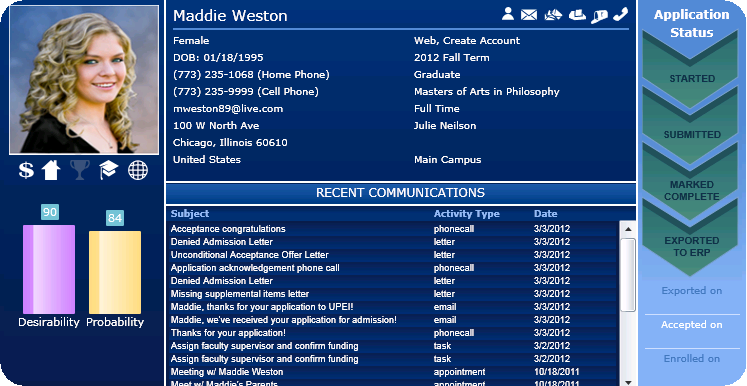 Maddie Weston
Female Web, Create Account
DOB: 01/18/1995 2012 Fall Term
(773) 235-1068 (Home Phone) Graduate
(773) 235-9999 (Cell Phone) Masters of Arts in Philosophy
mweston89@live.com Full Time
100 W North Ave Julie Neilson
Chicago, Illinois 60610
United States Main Campus
$
90
84
Desirability Probability
RECENT COMMUNICATIONS
Subject Activity Type Date
Acceptance congratulations phonecall 3/3/2012
Denied Admission Letter letter 3/3/2012
Unconditional Acceptance Offer Letter letter 3/3/2012
Application acknowledgement phone call phonecall 3/3/2012
Denied Admission Letter letter 3/3/2012
Missing supplemental items letter letter 3/3/2012
Maddie, thanks for your application to UPEI! email 3/3/2012
Maddie, we've received your application for admission! email 3/3/2012
Thanks for your application! phonecall 3/3/2012
Assign faculty supervisor and confirm funding task 3/2/2012
Assign faculty supervisor and confirm funding task 3/2/2012
Meeting w/ Maddie Weston appointment 10/18/2011
Meet w/ Maddie's Parents appointment 10/18/2011
Application
Status
STARTED
SUBMITTED
MARKED
COMPLETE
EXPORTED
TO ERP
Exported on
Accepted on
Enrolled on